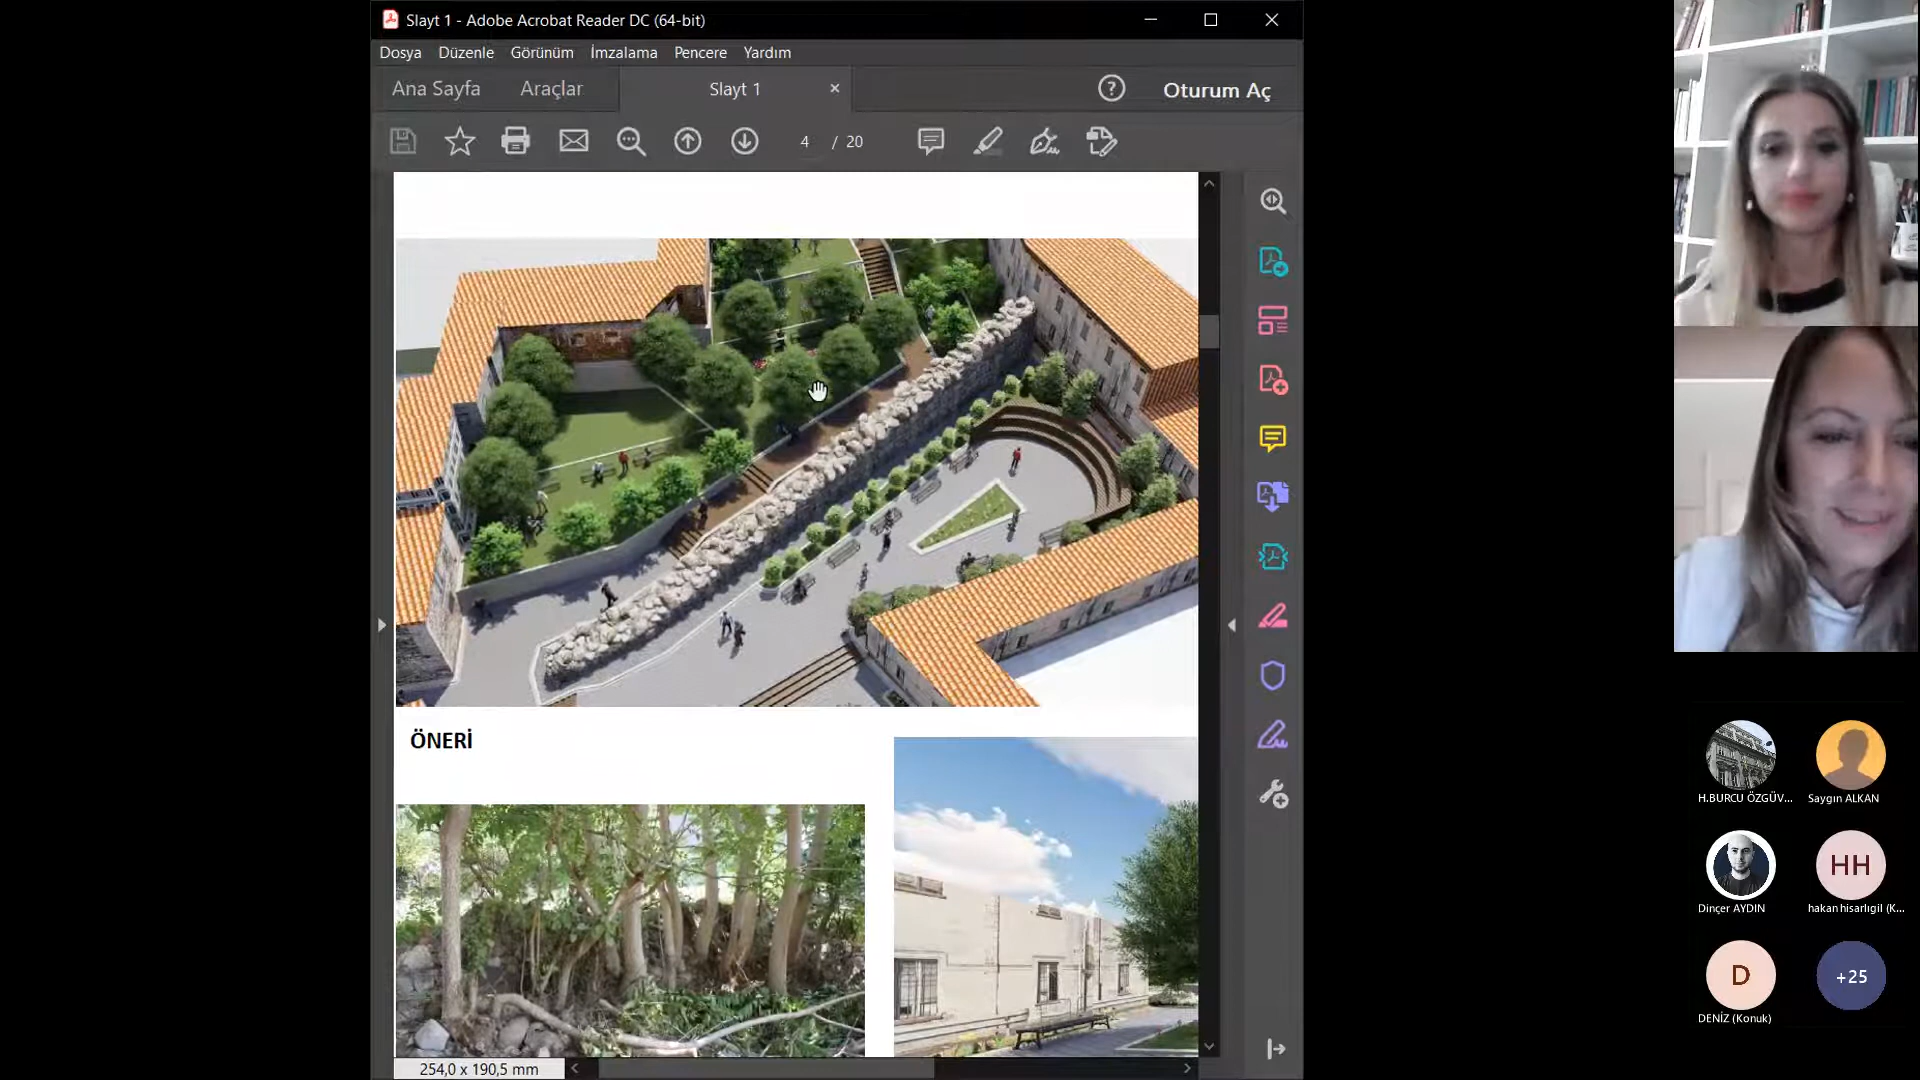 Slayt 1 - Adobe Acrobat Reader DC (64-bit)
Dosya Düzenle Görünüm İmzalama Pencere Yardım
Ana Sayfa Araçlar Slayt 1 Oturum Aç
4 / 20
ÖNERİ
254,0 x 190,5 mm
H.BURCU ÖZGÜV... Saygın ALKAN
HH
Dinçer AYDIN hakan hisarlıgil (K...
D +25
DENİZ (Konuk)